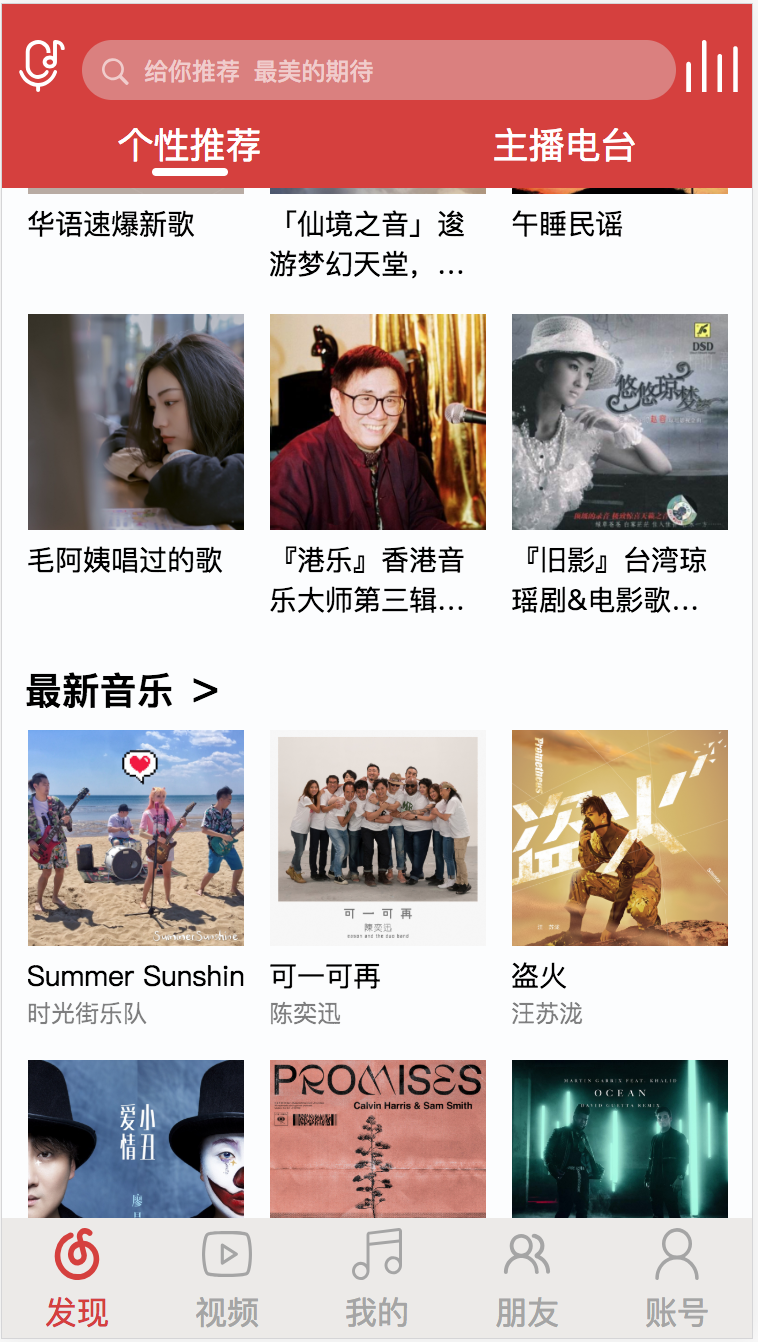 给你推荐 最美的期待
个性推荐
主播电台
华语速爆新歌
「仙境之音」逡
游梦幻天堂，...
午睡民谣
DSD
悠悠琼梦
毛阿姨唱过的歌
『港乐』香港音
乐大师第三辑...
『旧影』台湾琼
瑶剧&电影歌...
最新音乐 >
SummerSunshine
可一可再
陳奕迅
eason and the duo band
Prometheus
盗火
Summer Sunshin
时光街乐队
可一可再
陈奕迅
盗火
汪苏泷
小丑
爱情
廖
PROMISES
Calvin Harris & Sam Smith
MARTIN GARRIX FEAT. KHALID
OCEAN
DAVID GUETTA REMIX
发现
视频
我的
朋友
账号